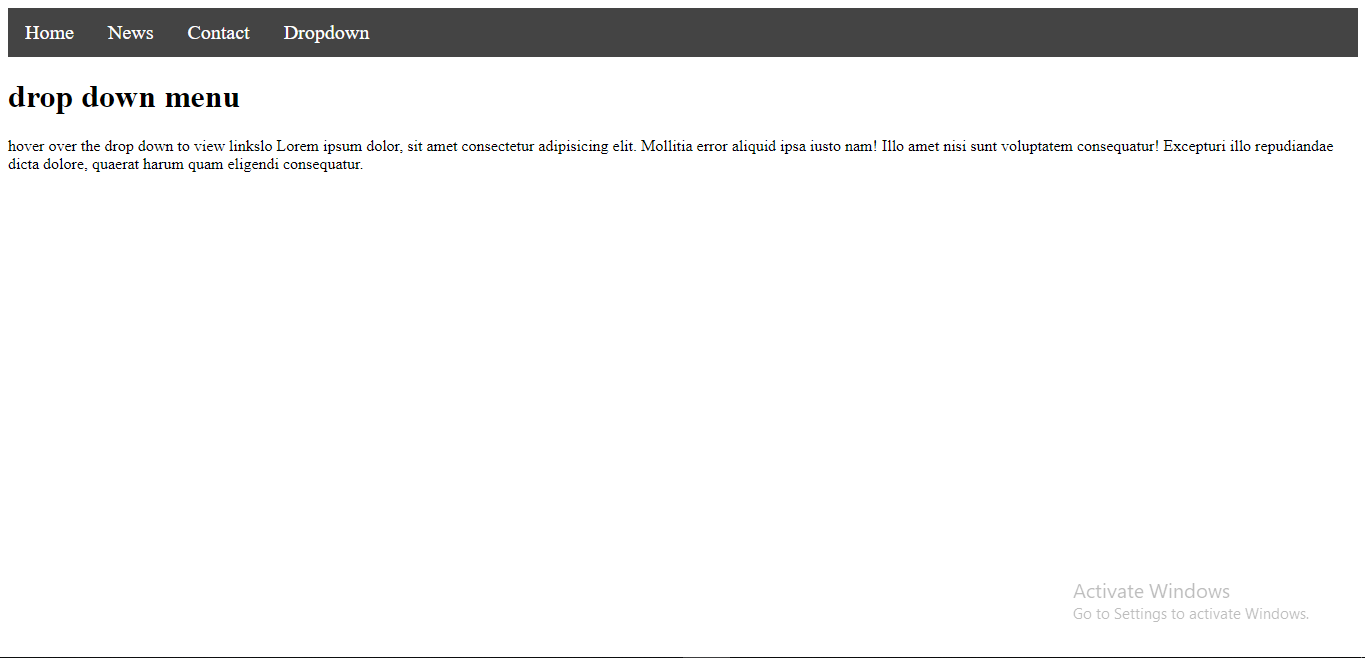 Home News Contact Dropdown
drop down menu
hover over the drop down to view linkslo Lorem ipsum dolor, sit amet consectetur adipisicing elit. Mollitia error aliquid ipsa iusto nam! Illo amet nisi sunt voluptatem consequatur! Excepturi illo repudiandae
dicta dolore, quaerat harum quam eligendi consequatur.
Activate Windows
Go to Settings to activate Windows.